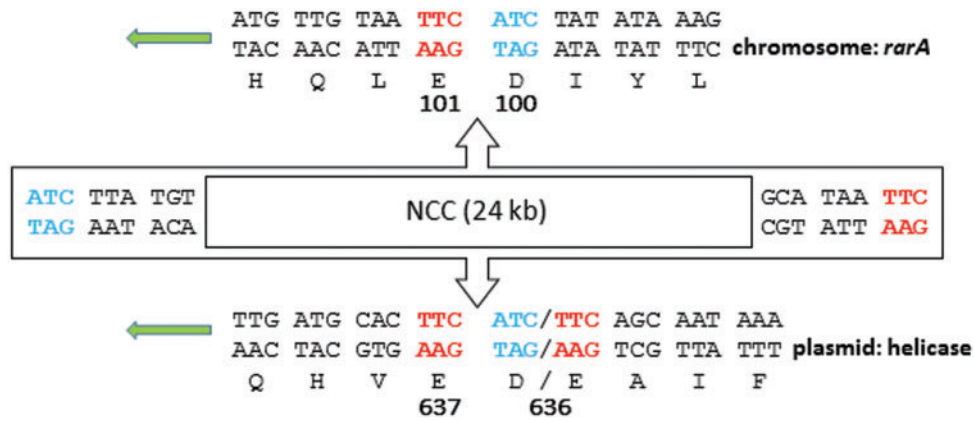 ATG TTG TAA TTC ATC TAT ATA AAG
TAC AAC ATT AAG TAG ATA TAT TTC chromosome: rarA
H Q L E D I Y L
101 100
ATC TTA TGT NCC (24 kb) GCA TAA TTC
TAG AAT ACA CGT ATT AAG
TTG ATG CAC TTC ATC/TTC AGC AAT AAA
AAC TAC GTG AAG TAG/AAG TCG TTA TTT plasmid: helicase
Q H V E D / E A I F
637 636